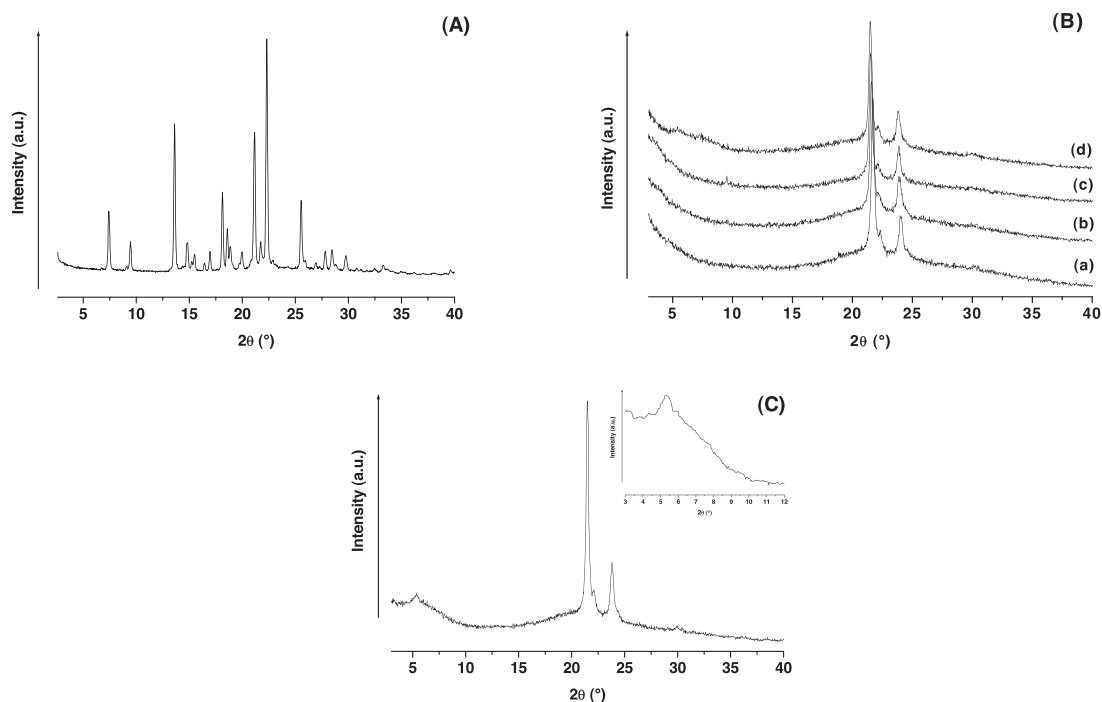 (A)
Intensity (a.u.)
5 10 15 20 25 30 35 40
2θ (°)
(B)
Intensity (a.u.)
(d)
(c)
(b)
(a)
5 10 15 20 25 30 35 40
2θ (°)
(C)
Intensity (a.u.)
5 10 15 20 25 30 35 40
2θ (°)
Intensity (a.u.)
3 4 5 6 7 8 9 10 11 12
2θ (°)